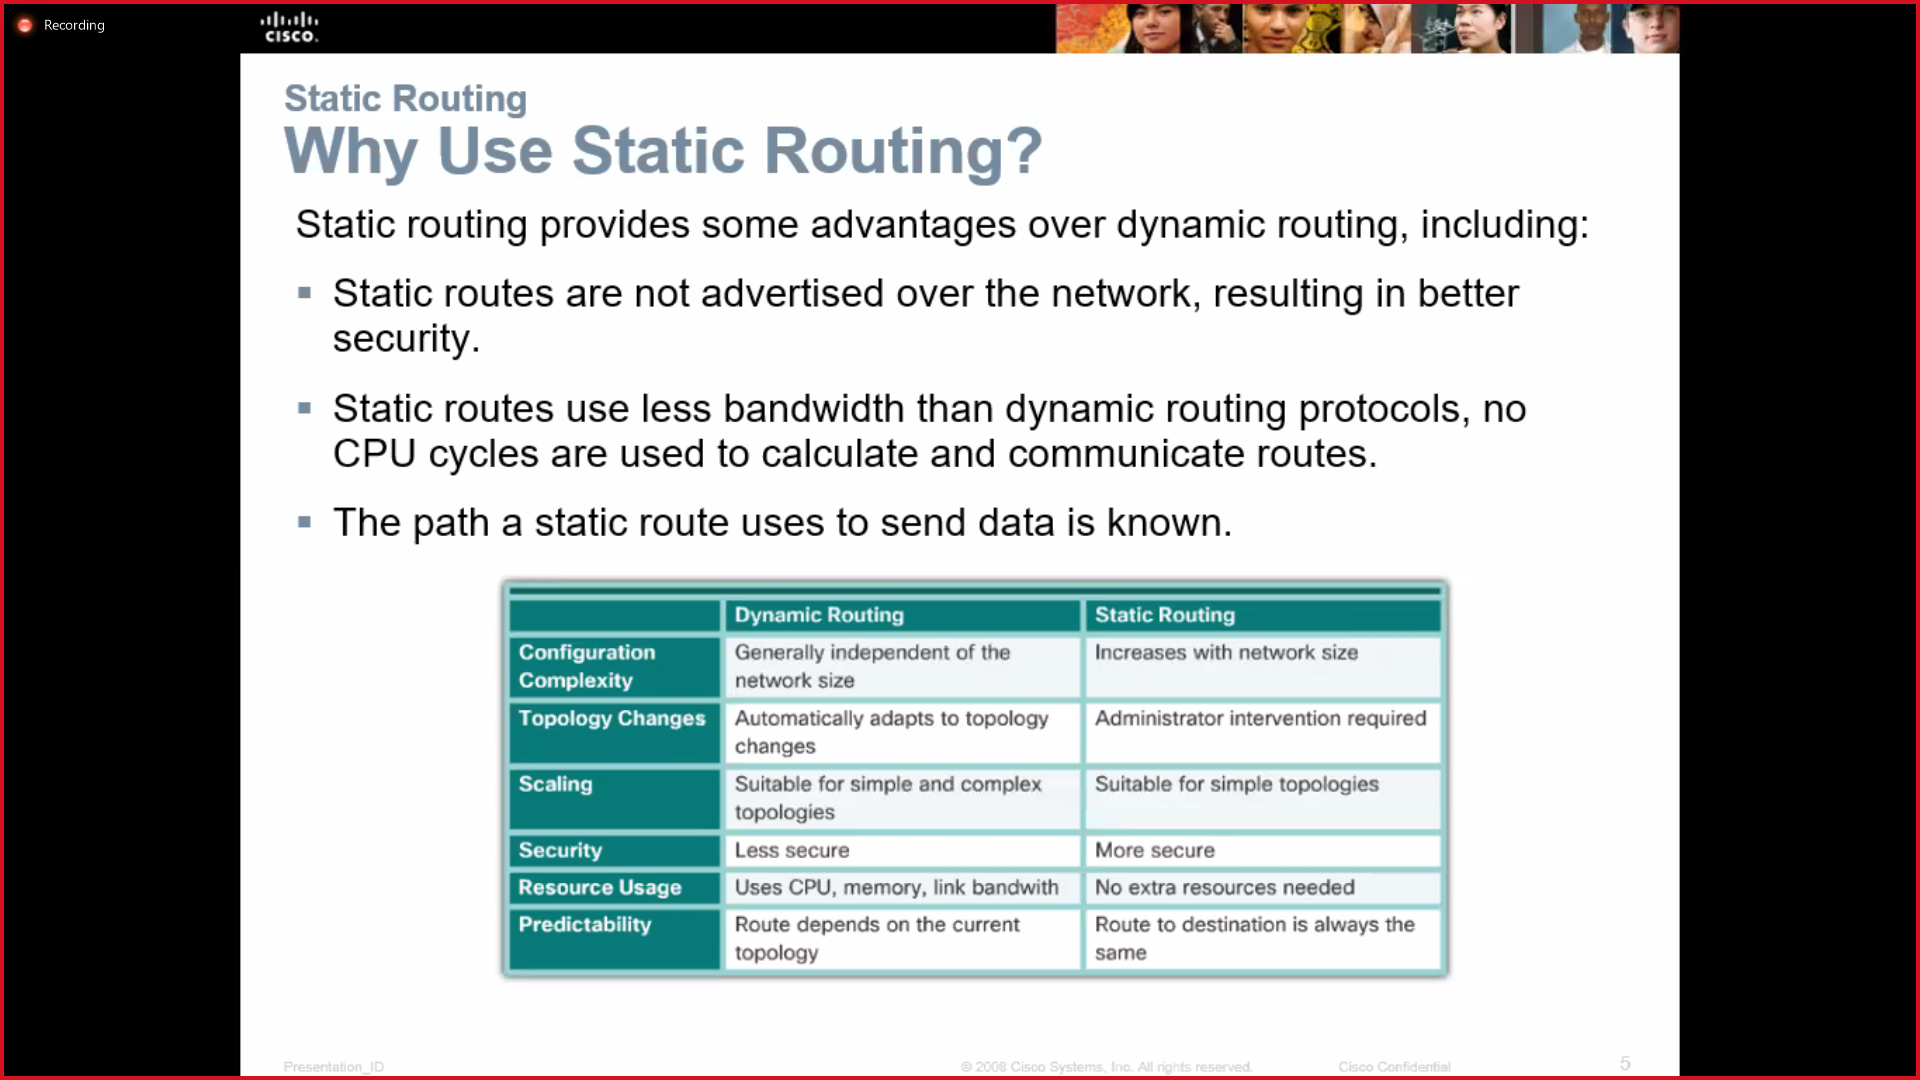 Recording
CISCO.
Static Routing
Why Use Static Routing?
Static routing provides some advantages over dynamic routing, including:
▪ Static routes are not advertised over the network, resulting in better
security.
▪ Static routes use less bandwidth than dynamic routing protocols, no
CPU cycles are used to calculate and communicate routes.
▪ The path a static route uses to send data is known.
Dynamic Routing Static Routing
Configuration Generally independent of the Increases with network size
Complexity network size
Topology Changes Automatically adapts to topology Administrator intervention required
changes
Scaling Suitable for simple and complex Suitable for simple topologies
topologies
Security Less secure More secure
Resource Usage Uses CPU, memory, link bandwith No extra resources needed
Predictability Route depends on the current Route to destination is always the
topology same
Presentation_ID © 2008 Cisco Systems, Inc. All rights reserved. Cisco Confidential 5